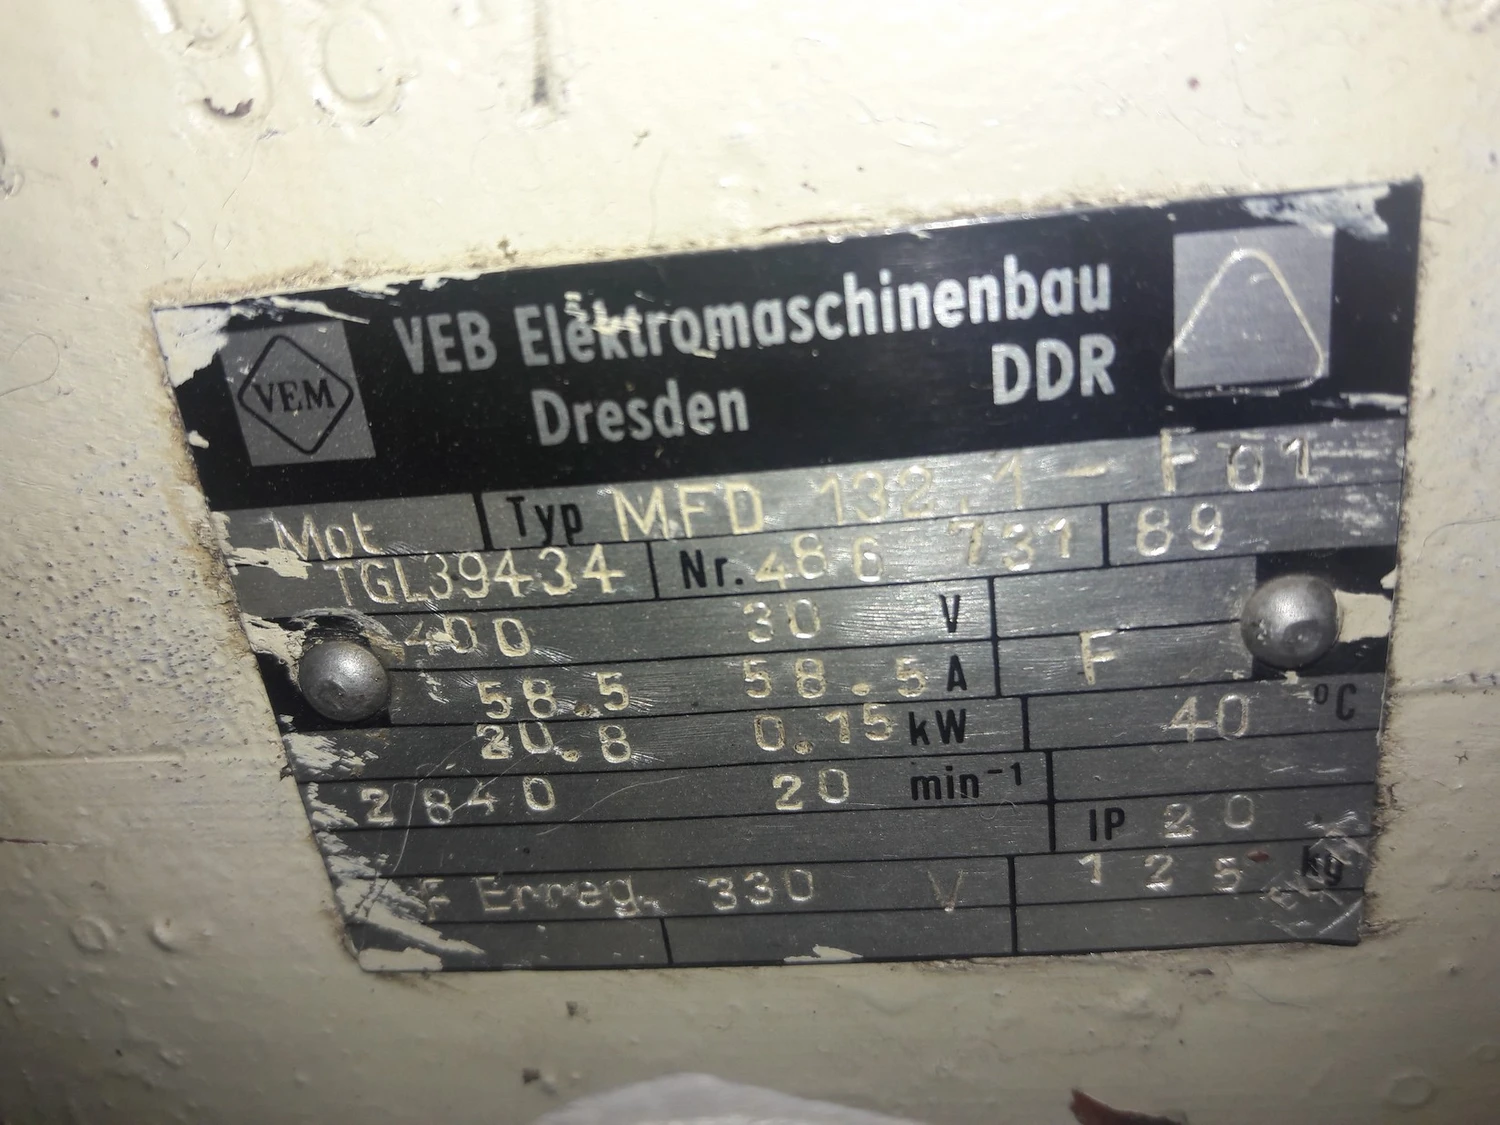 981
VEM
VEB Elektromaschinenbau
Dresden DDR
Mot Typ MFD 132.1- F01
TGL39434 Nr. 486 731 89
400 30 V
58.5 58.5 A F
20.8 0.15 kW 40 °C
2840 20 min⁻¹
IP 20
F Erreg. 330 V 125 kg